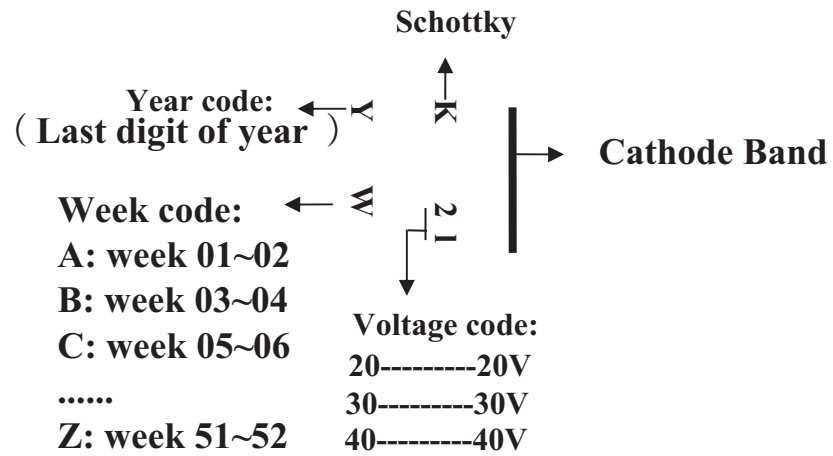 Schottky
Year code:
( Last digit of year )
Y K
Cathode Band
W 2 1
Week code:
A: week 01~02
B: week 03~04
C: week 05~06
......
Z: week 51~52
Voltage code:
20---------20V
30---------30V
40---------40V